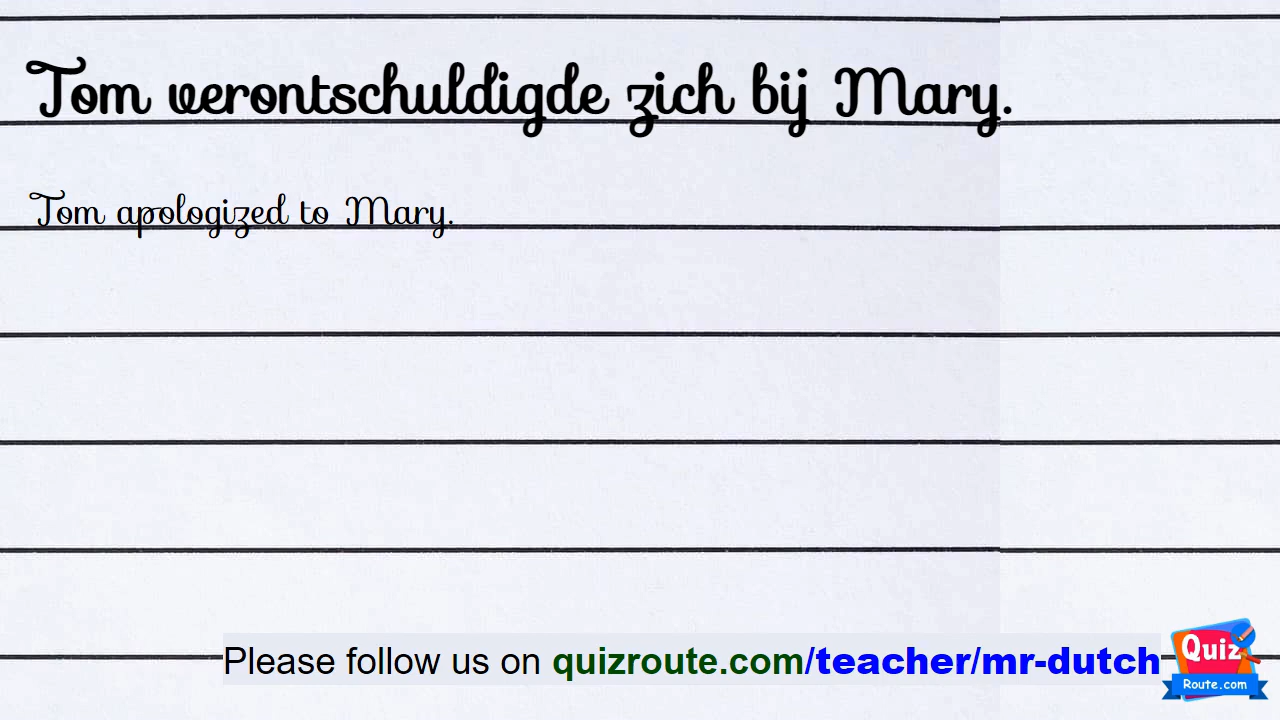 Tom verontschuldigde zich bij Mary.
Tom apologized to Mary.
Please follow us on quizroute.com/teacher/mr-dutch
Quiz
Route.com